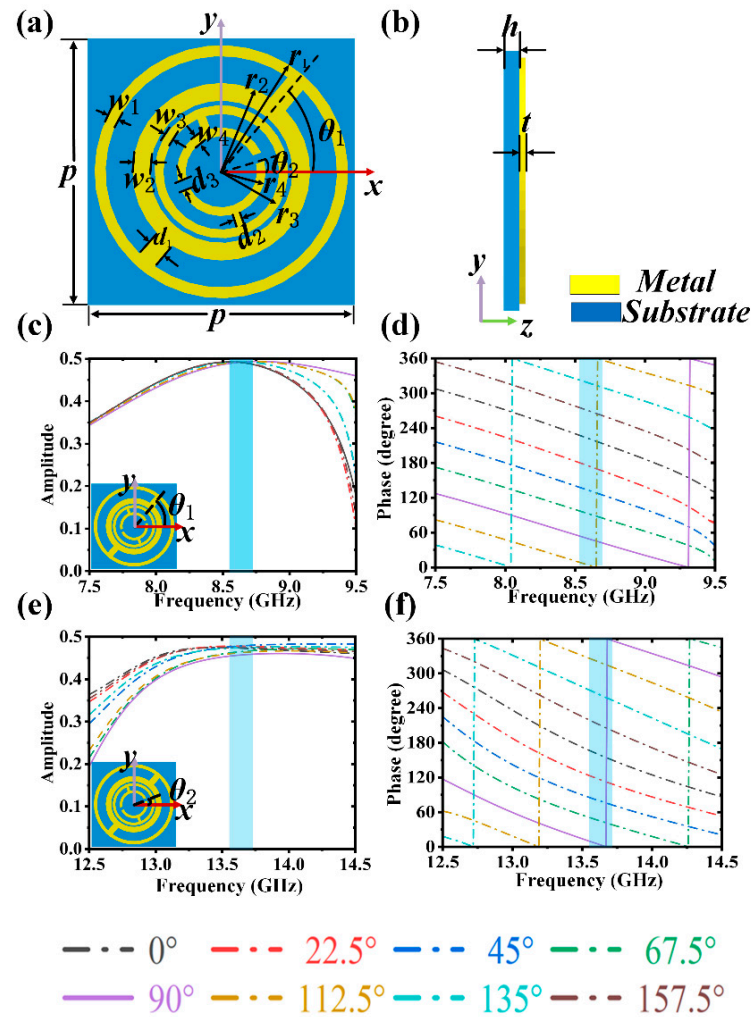 (a)
y
p
w1
w2
w3
w4
r2
r1
θ1
θ2
x
d3
r4
r3
d2
d1
p
(b)
h
t
y
z
Metal
Substrate
(c)
Amplitude
0.5
0.4
0.3
0.2
0.1
0.0
y
θ1
x
7.5 8.0 8.5 9.0 9.5
Frequency (GHz)
(d)
Phase (degree)
360
300
240
180
120
60
0
7.5 8.0 8.5 9.0 9.5
Frequency (GHz)
(e)
Amplitude
0.5
0.4
0.3
0.2
0.1
0.0
y
θ2
x
12.5 13.0 13.5 14.0 14.5
Frequency (GHz)
(f)
Phase (degree)
360
300
240
180
120
60
0
12.5 13.0 13.5 14.0 14.5
Frequency (GHz)
0° 22.5° 45° 67.5°
90° 112.5° 135° 157.5°